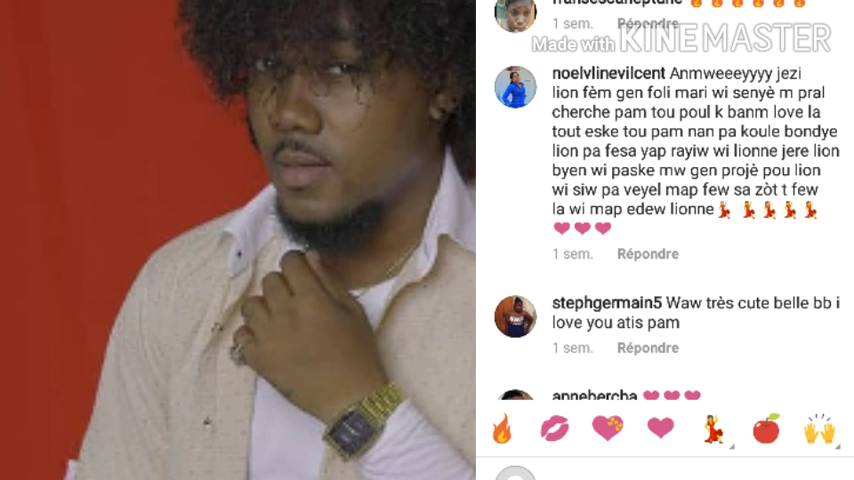 1 sem. Répondre
Made with KINEMASTER
noelvlinevilcent Anmweeeyyyy jezi
lion fèm gen foli mari wi senyè m pral
cherche pam tou poul k banm love la
tout eske tou pam nan pa koule bondye
lion pa fesa yap rayiw wi lionne jere lion
byen wi paske mw gen projè pou lion
wi siw pa veyel map few sa zòt t few
la wi map edew lionne💃💃💃💃💃
❤❤❤
1 sem. Répondre
stephgermain5 Waw très cute belle bb i
love you atis pam
1 sem. Répondre